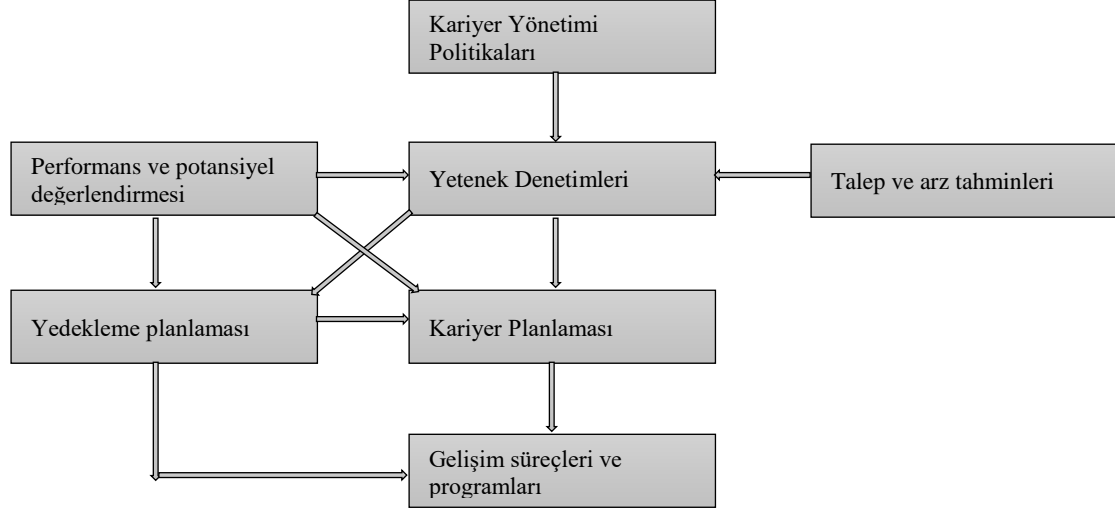 Kariyer Yönetimi
Politikaları
Performans ve potansiyel
değerlendirmesi
Yetenek Denetimleri
Talep ve arz tahminleri
Yedekleme planlaması
Kariyer Planlaması
Gelişim süreçleri ve
programları